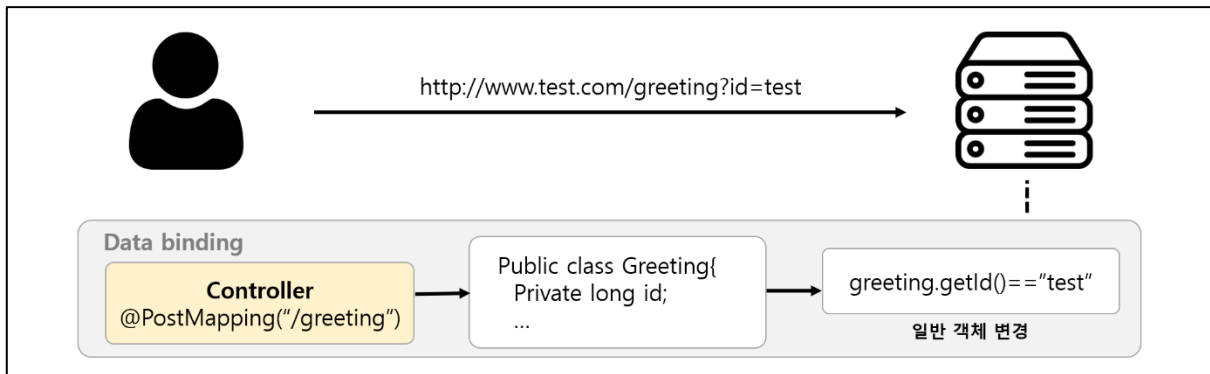 http://www.test.com/greeting?id=test
Data binding
Controller
@PostMapping(“/greeting”)
Public class Greeting{
Private long id;
...
greeting.getId()==”test”
일반 객체 변경